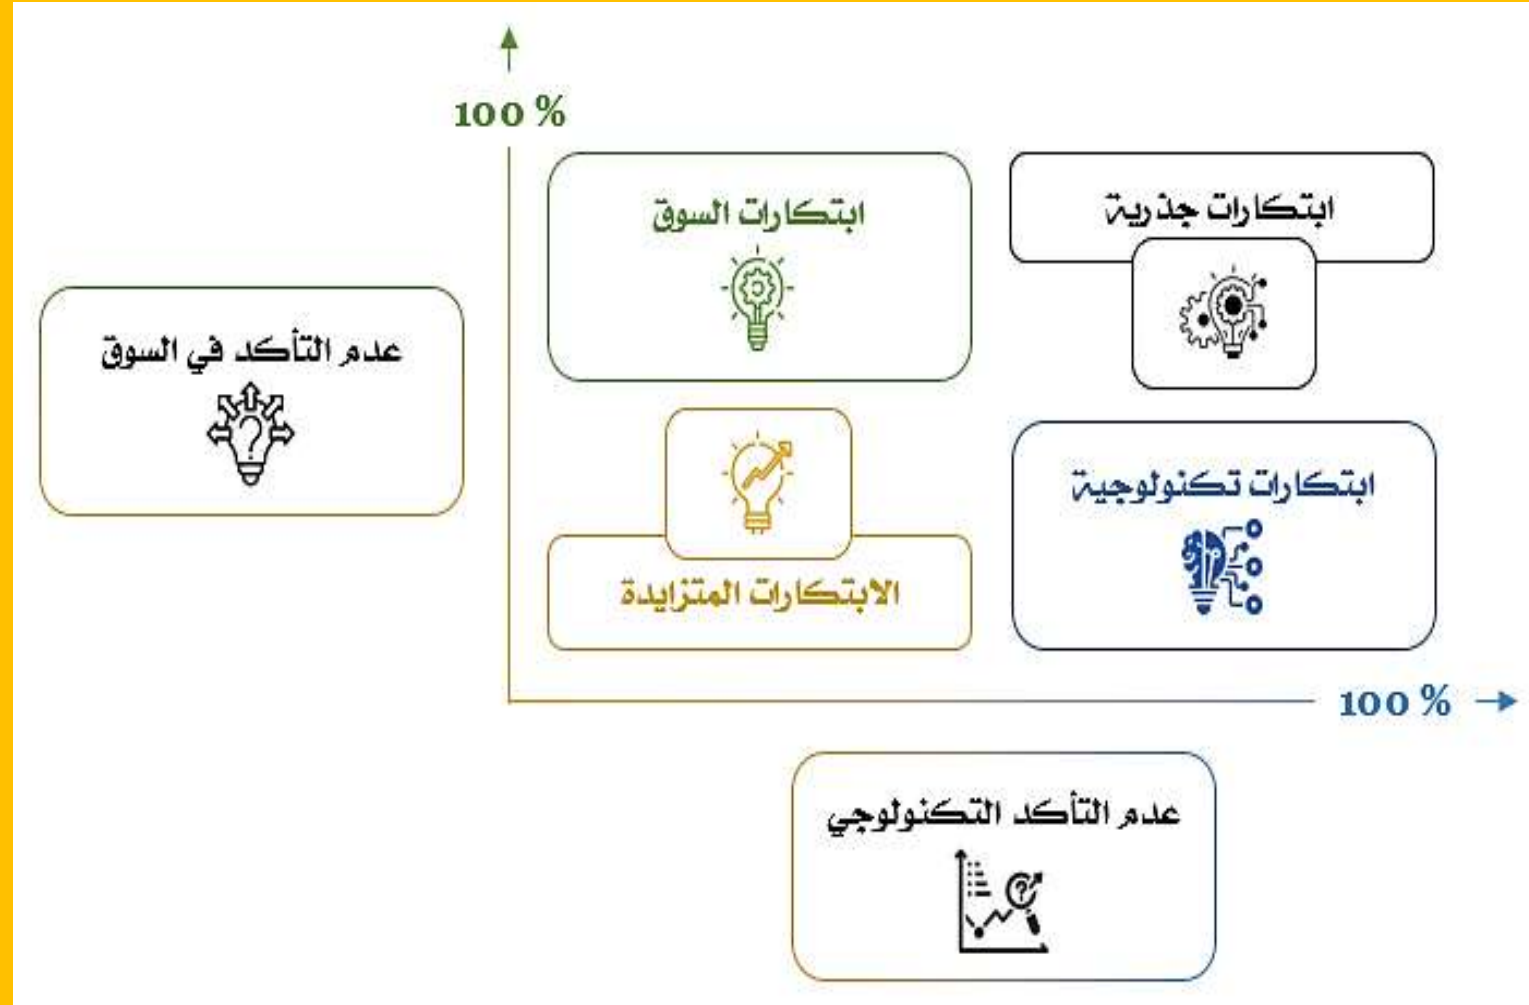 100 %
ابتكارات جذرية
ابتكارات السوق
عدم التأكد في السوق
ابتكارات تكنولوجية
الابتكارات المتزايدة
100 %
عدم التأكد التكنولوجي